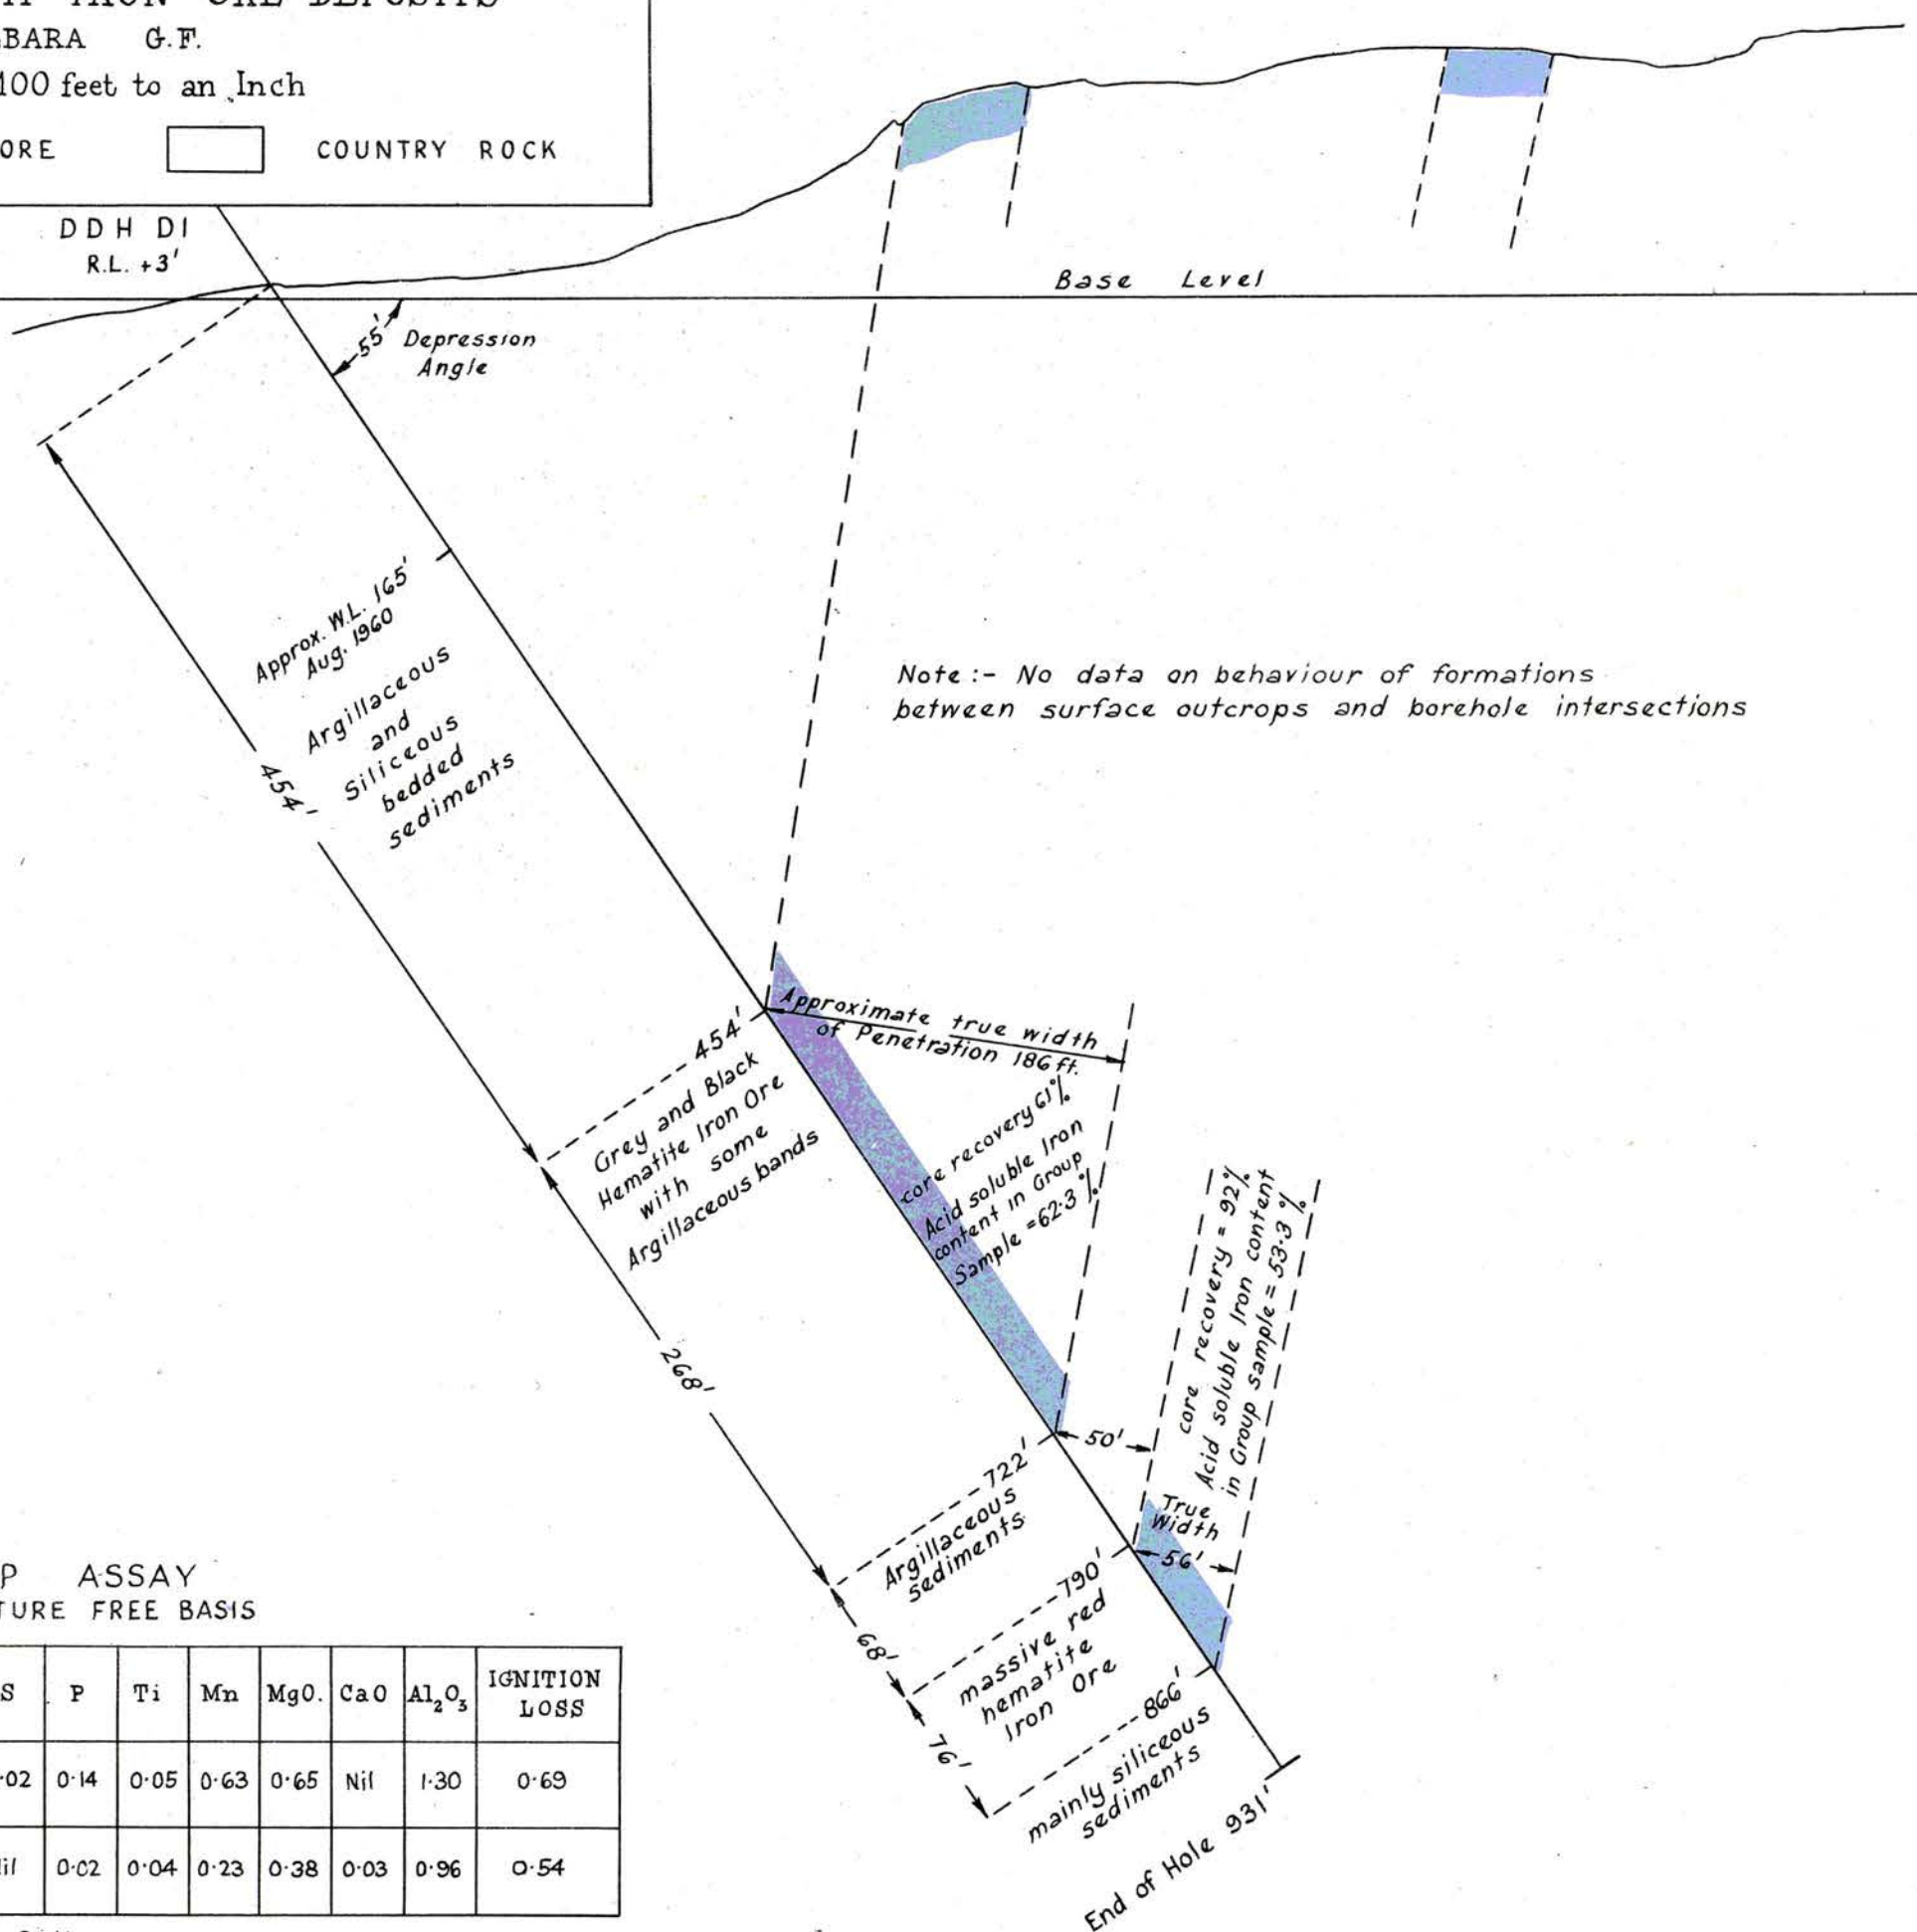 IRON ORE DEPOSITS
G.F.
100 feet to an Inch
ORE
COUNTRY ROCK
DDH D1
R.L. +3'
Base Level
55' Depression
Angle
Approx. W.L. 165'
Aug. 1960
Argillaceous
and
Siliceous
bedded
sediments
454'
Note :- No data on behaviour of formations
between surface outcrops and borehole intersections
454'
Approximate true width
of Penetration 186 ft.
Grey and Black
Hematite Iron Ore
with some
Argillaceous bands
core recovery 61%
Acid soluble Iron
content in Group
Sample = 62·3 %
268'
core recovery = 92%
Acid soluble Iron content
in Group sample = 53·3 %
722'
50'
Argillaceous
sediments
68'
790'
True
Width
56'
massive red
hematite
Iron Ore
76'
866'
mainly siliceous
sediments
End of Hole 931'
ASSAY
FREE BASIS
S P Ti Mn MgO. CaO Al₂O₃ IGNITION
LOSS
·02 0·14 0·05 0·63 0·65 Nil 1·30 0·69
0·02 0·04 0·23 0·38 0·03 0·96 0·54